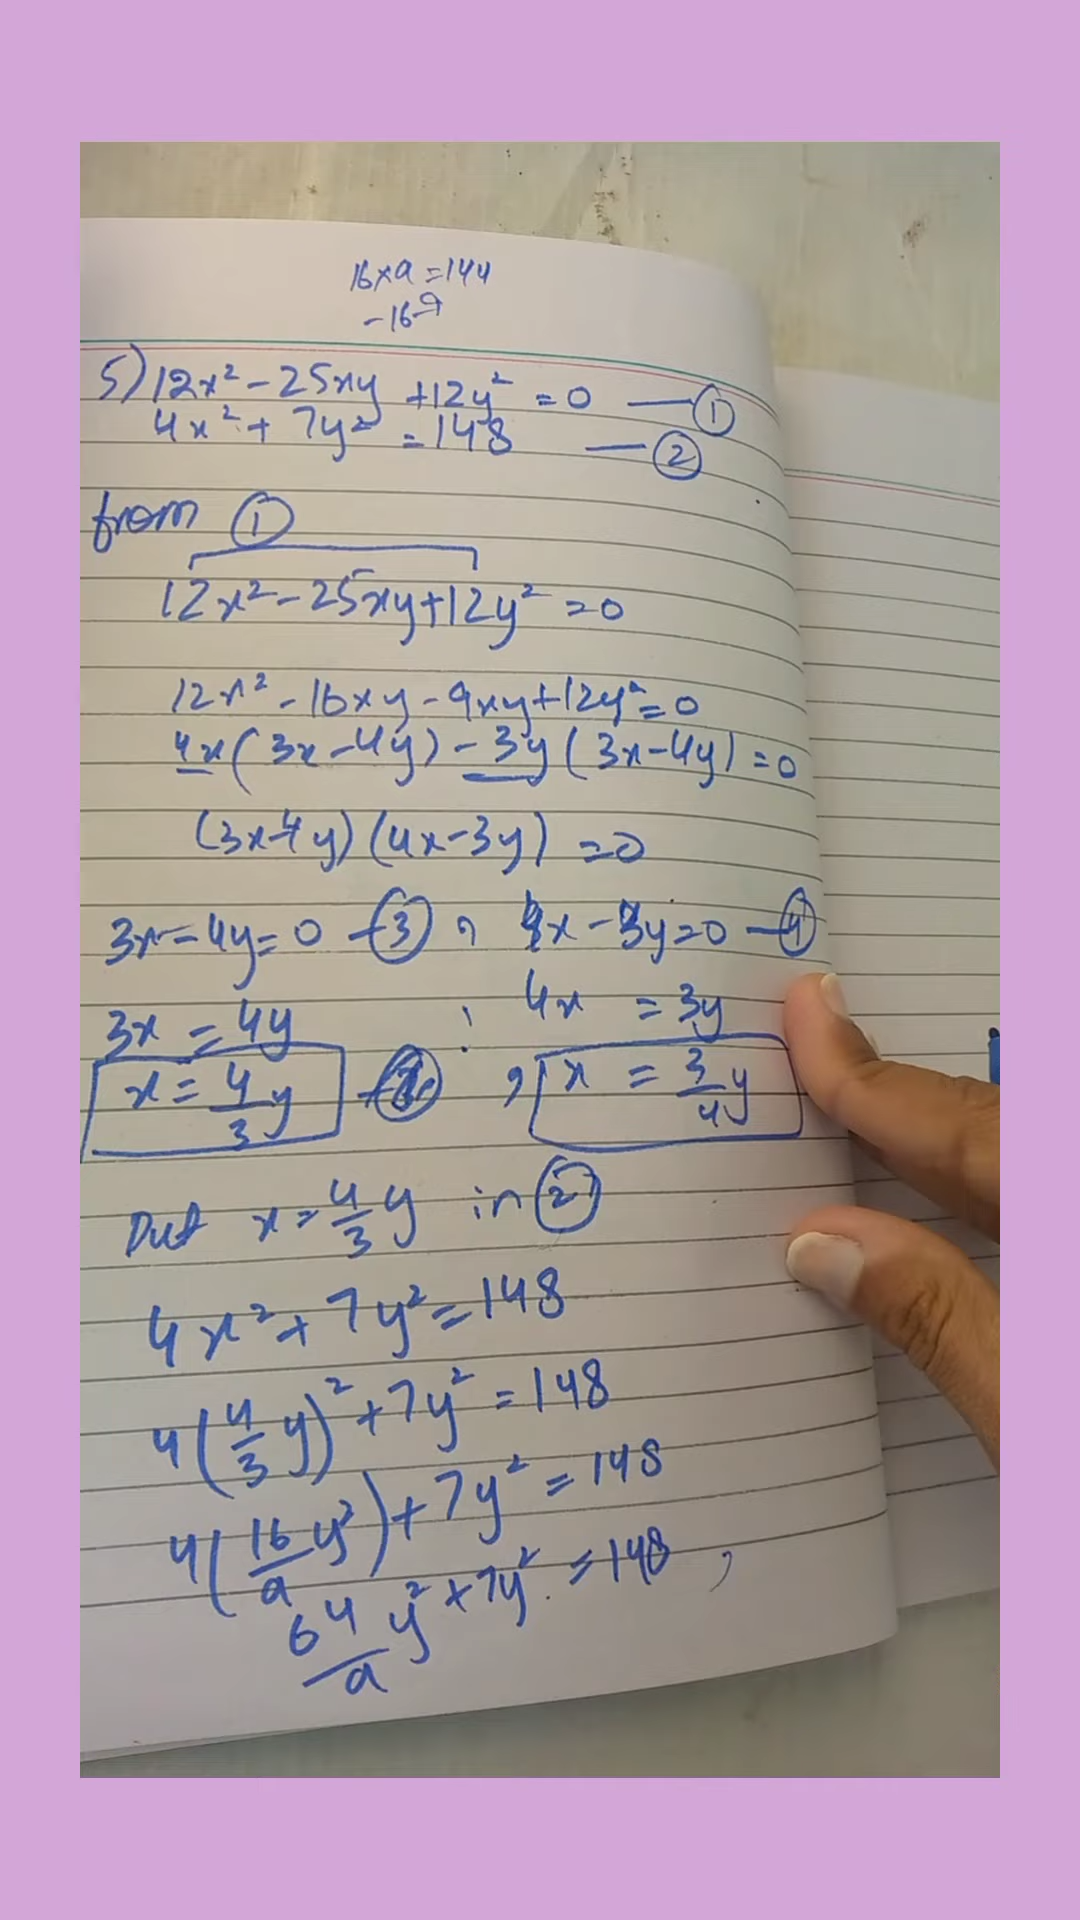 16×9=144
-16-9
5) 12x² - 25xy + 12y² = 0 — ①
4x² + 7y² = 148 — ②
from ①
12x² - 25xy + 12y² = 0
12x² - 16xy - 9xy + 12y² = 0
4x(3x - 4y) - 3y(3x - 4y) = 0
(3x-4y)(4x-3y) = 0
3x - 4y = 0 — ③ , 4x - 3y = 0 — ④
3x = 4y ; 4x = 3y
x = 4/3 y , x = 3/4 y
Put x = 4/3 y in ②
4x² + 7y² = 148
4(4/3 y)² + 7y² = 148
4(16/9 y²) + 7y² = 148
64/9 y² + 7y² = 148 ,